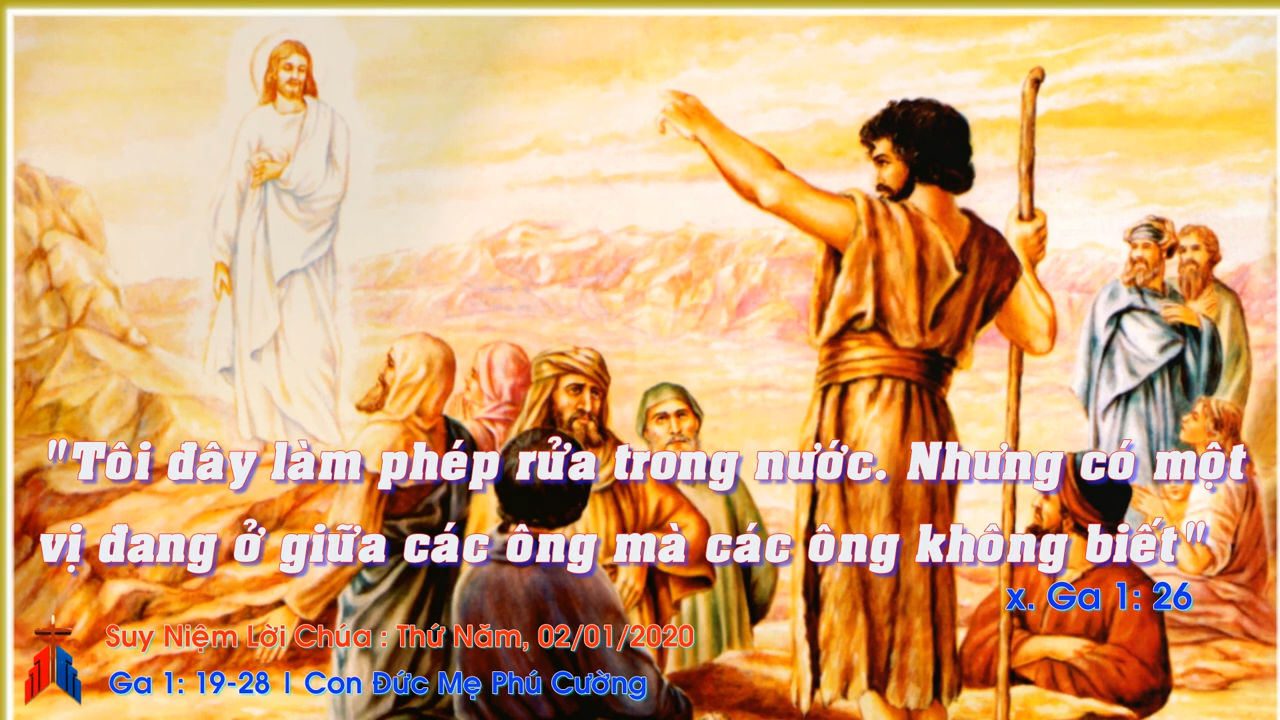 "Tôi đây làm phép rửa trong nước. Nhưng có một
vị đang ở giữa các ông mà các ông không biết"
x. Ga 1: 26
Suy Niệm Lời Chúa : Thứ Năm, 02/01/2020
Ga 1: 19-28 I Con Đức Mẹ Phú Cường